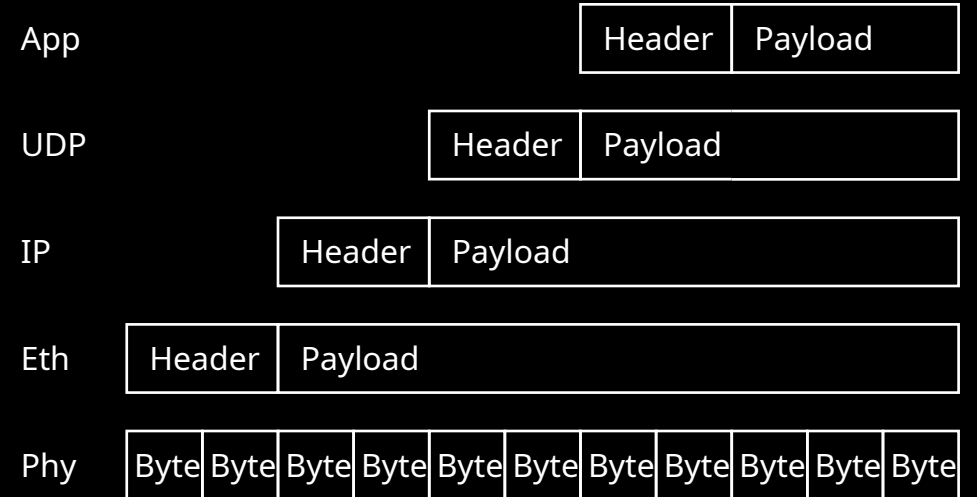 App Header Payload
UDP Header Payload
IP Header Payload
Eth Header Payload
Phy Byte Byte Byte Byte Byte Byte Byte Byte Byte Byte Byte